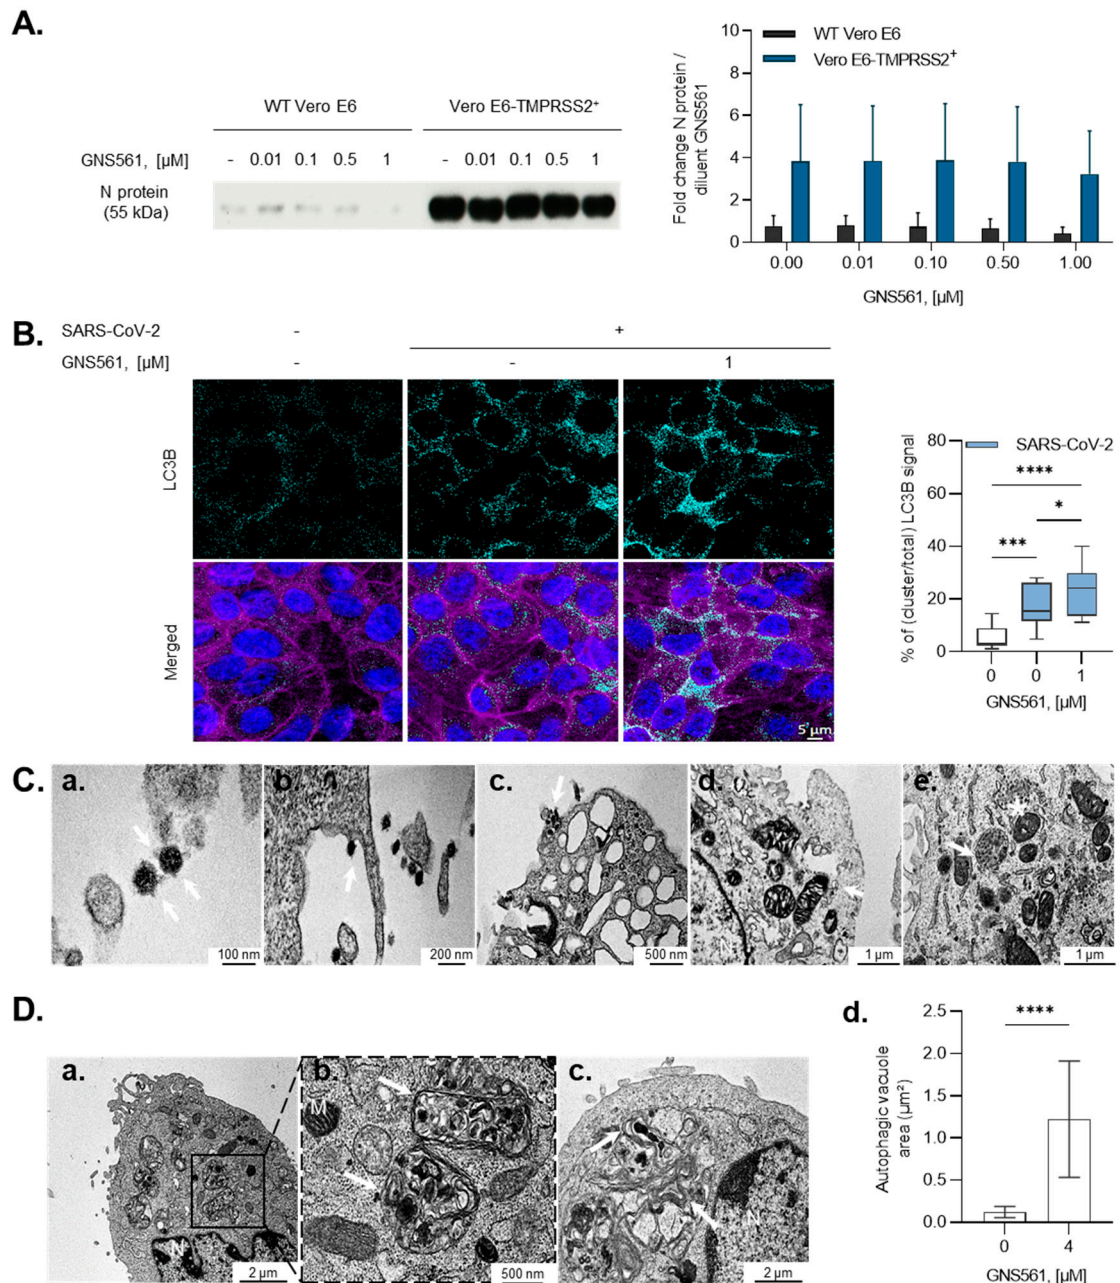 A.
WT Vero E6 Vero E6-TMPRSS2⁺
GNS561, [µM] - 0.01 0.1 0.5 1 - 0.01 0.1 0.5 1
N protein
(55 kDa)
Fold change N protein /
diluent GNS561
10
8
6
4
2
0
WT Vero E6
Vero E6-TMPRSS2⁺
0.00 0.01 0.10 0.50 1.00
GNS561, [µM]
B.
SARS-CoV-2 - +
GNS561, [µM] - - 1
LC3B
Merged
5 µm
% of (cluster/total) LC3B signal
80
60
40
20
0
SARS-CoV-2
****
*
***
0 0 1
GNS561, [µM]
C.
a. b. c. d. e.
N
100 nm 200 nm 500 nm 1 µm 1 µm
D.
a. b. c.
M
N
N
2 µm 500 nm 2 µm
d.
Autophagic vacuole
area (µm²)
2.5
2.0
1.5
1.0
0.5
0.0
****
0 4
GNS561, [µM]